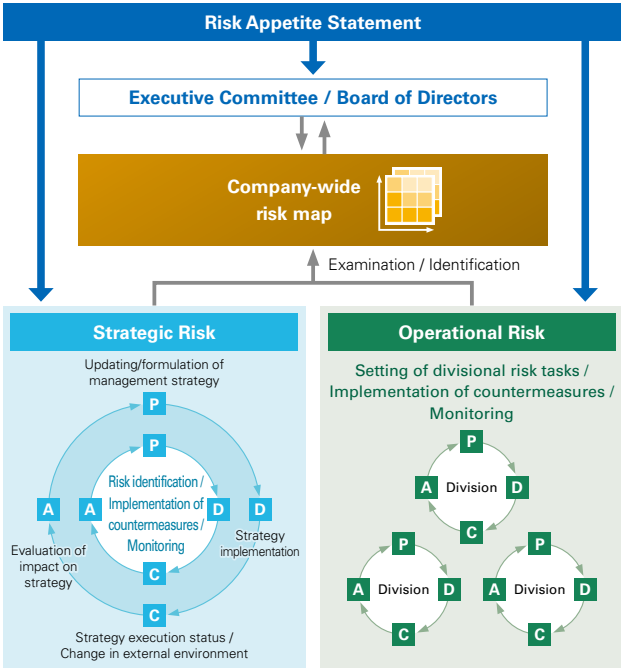 Risk Appetite Statement
Executive Committee / Board of Directors
Company-wide
risk map
Examination / Identification
Strategic Risk
Updating/formulation of
management strategy
P
P
Risk identification /
Implementation of
countermeasures /
Monitoring
A
A
D
D
Strategy
implementation
Evaluation of
impact on
strategy
C
C
Strategy execution status /
Change in external environment
Operational Risk
Setting of divisional risk tasks /
Implementation of countermeasures /
Monitoring
P
A
Division
D
C
P
A
Division
D
C
P
A
Division
D
C